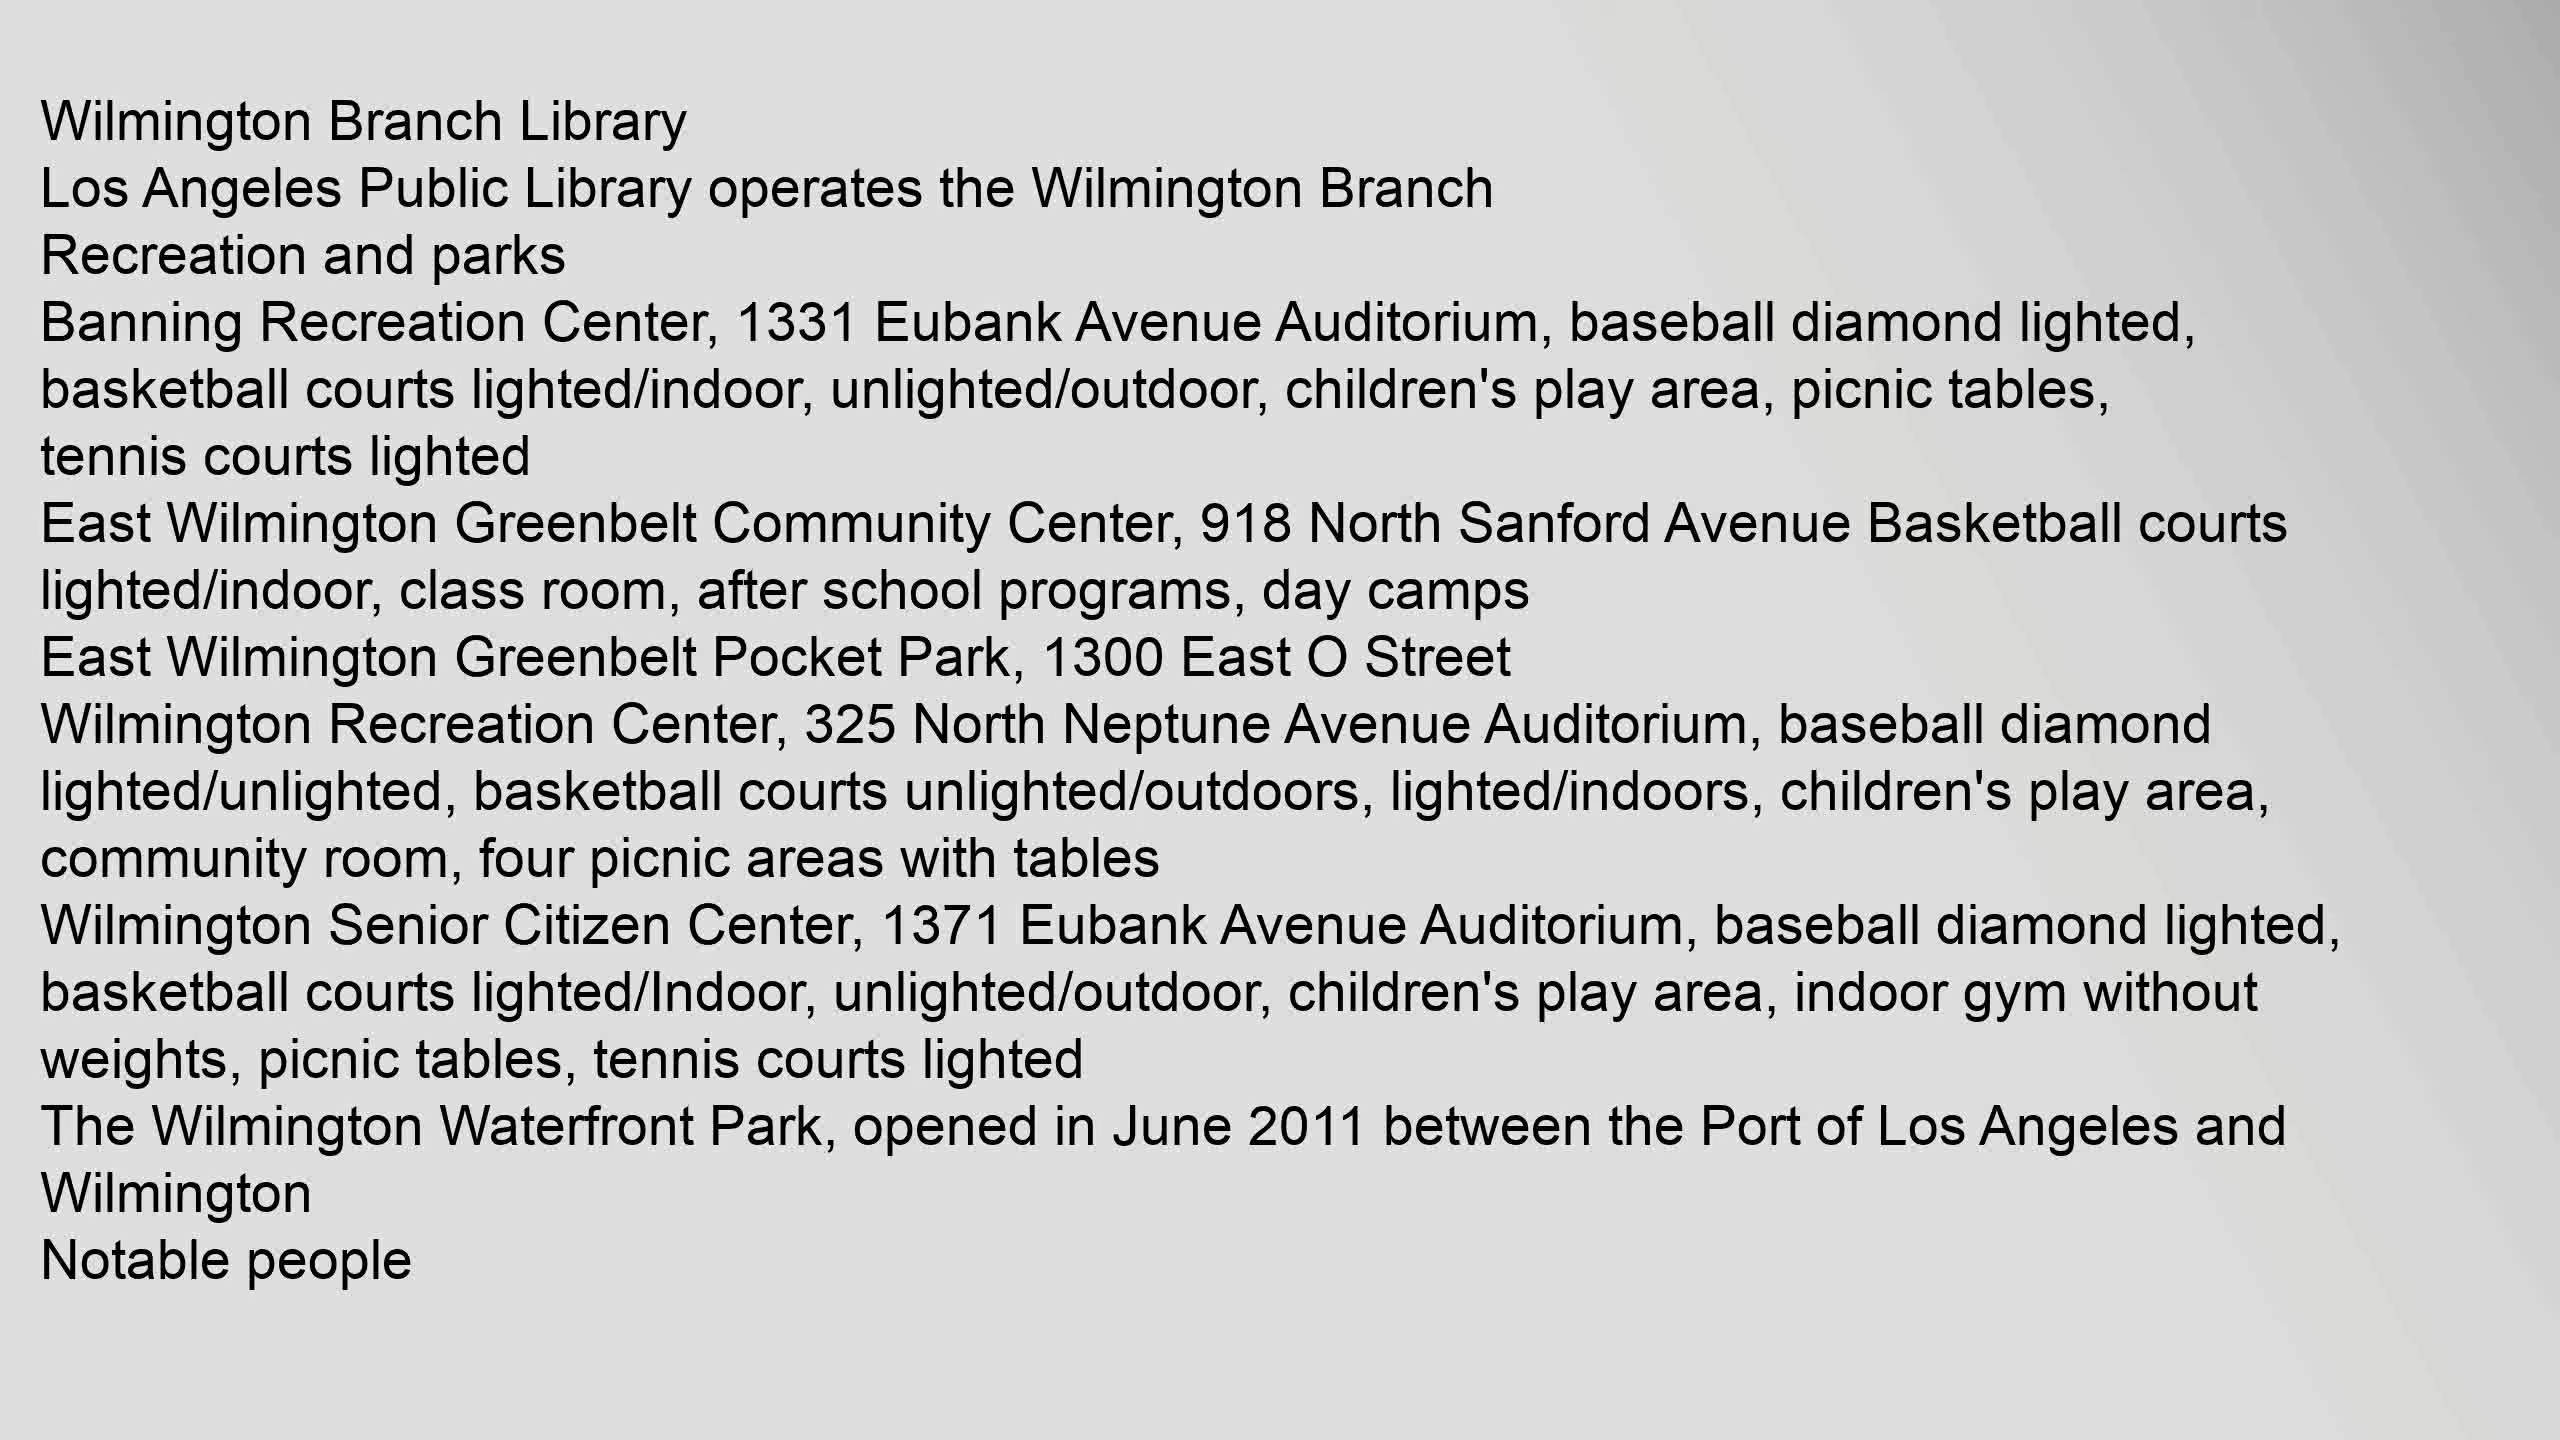 Wilmington Branch Library
Los Angeles Public Library operates the Wilmington Branch
Recreation and parks
Banning Recreation Center, 1331 Eubank Avenue Auditorium, baseball diamond lighted,
basketball courts lighted/indoor, unlighted/outdoor, children's play area, picnic tables,
tennis courts lighted
East Wilmington Greenbelt Community Center, 918 North Sanford Avenue Basketball courts
lighted/indoor, class room, after school programs, day camps
East Wilmington Greenbelt Pocket Park, 1300 East O Street
Wilmington Recreation Center, 325 North Neptune Avenue Auditorium, baseball diamond
lighted/unlighted, basketball courts unlighted/outdoors, lighted/indoors, children's play area,
community room, four picnic areas with tables
Wilmington Senior Citizen Center, 1371 Eubank Avenue Auditorium, baseball diamond lighted,
basketball courts lighted/Indoor, unlighted/outdoor, children's play area, indoor gym without
weights, picnic tables, tennis courts lighted
The Wilmington Waterfront Park, opened in June 2011 between the Port of Los Angeles and
Wilmington
Notable people